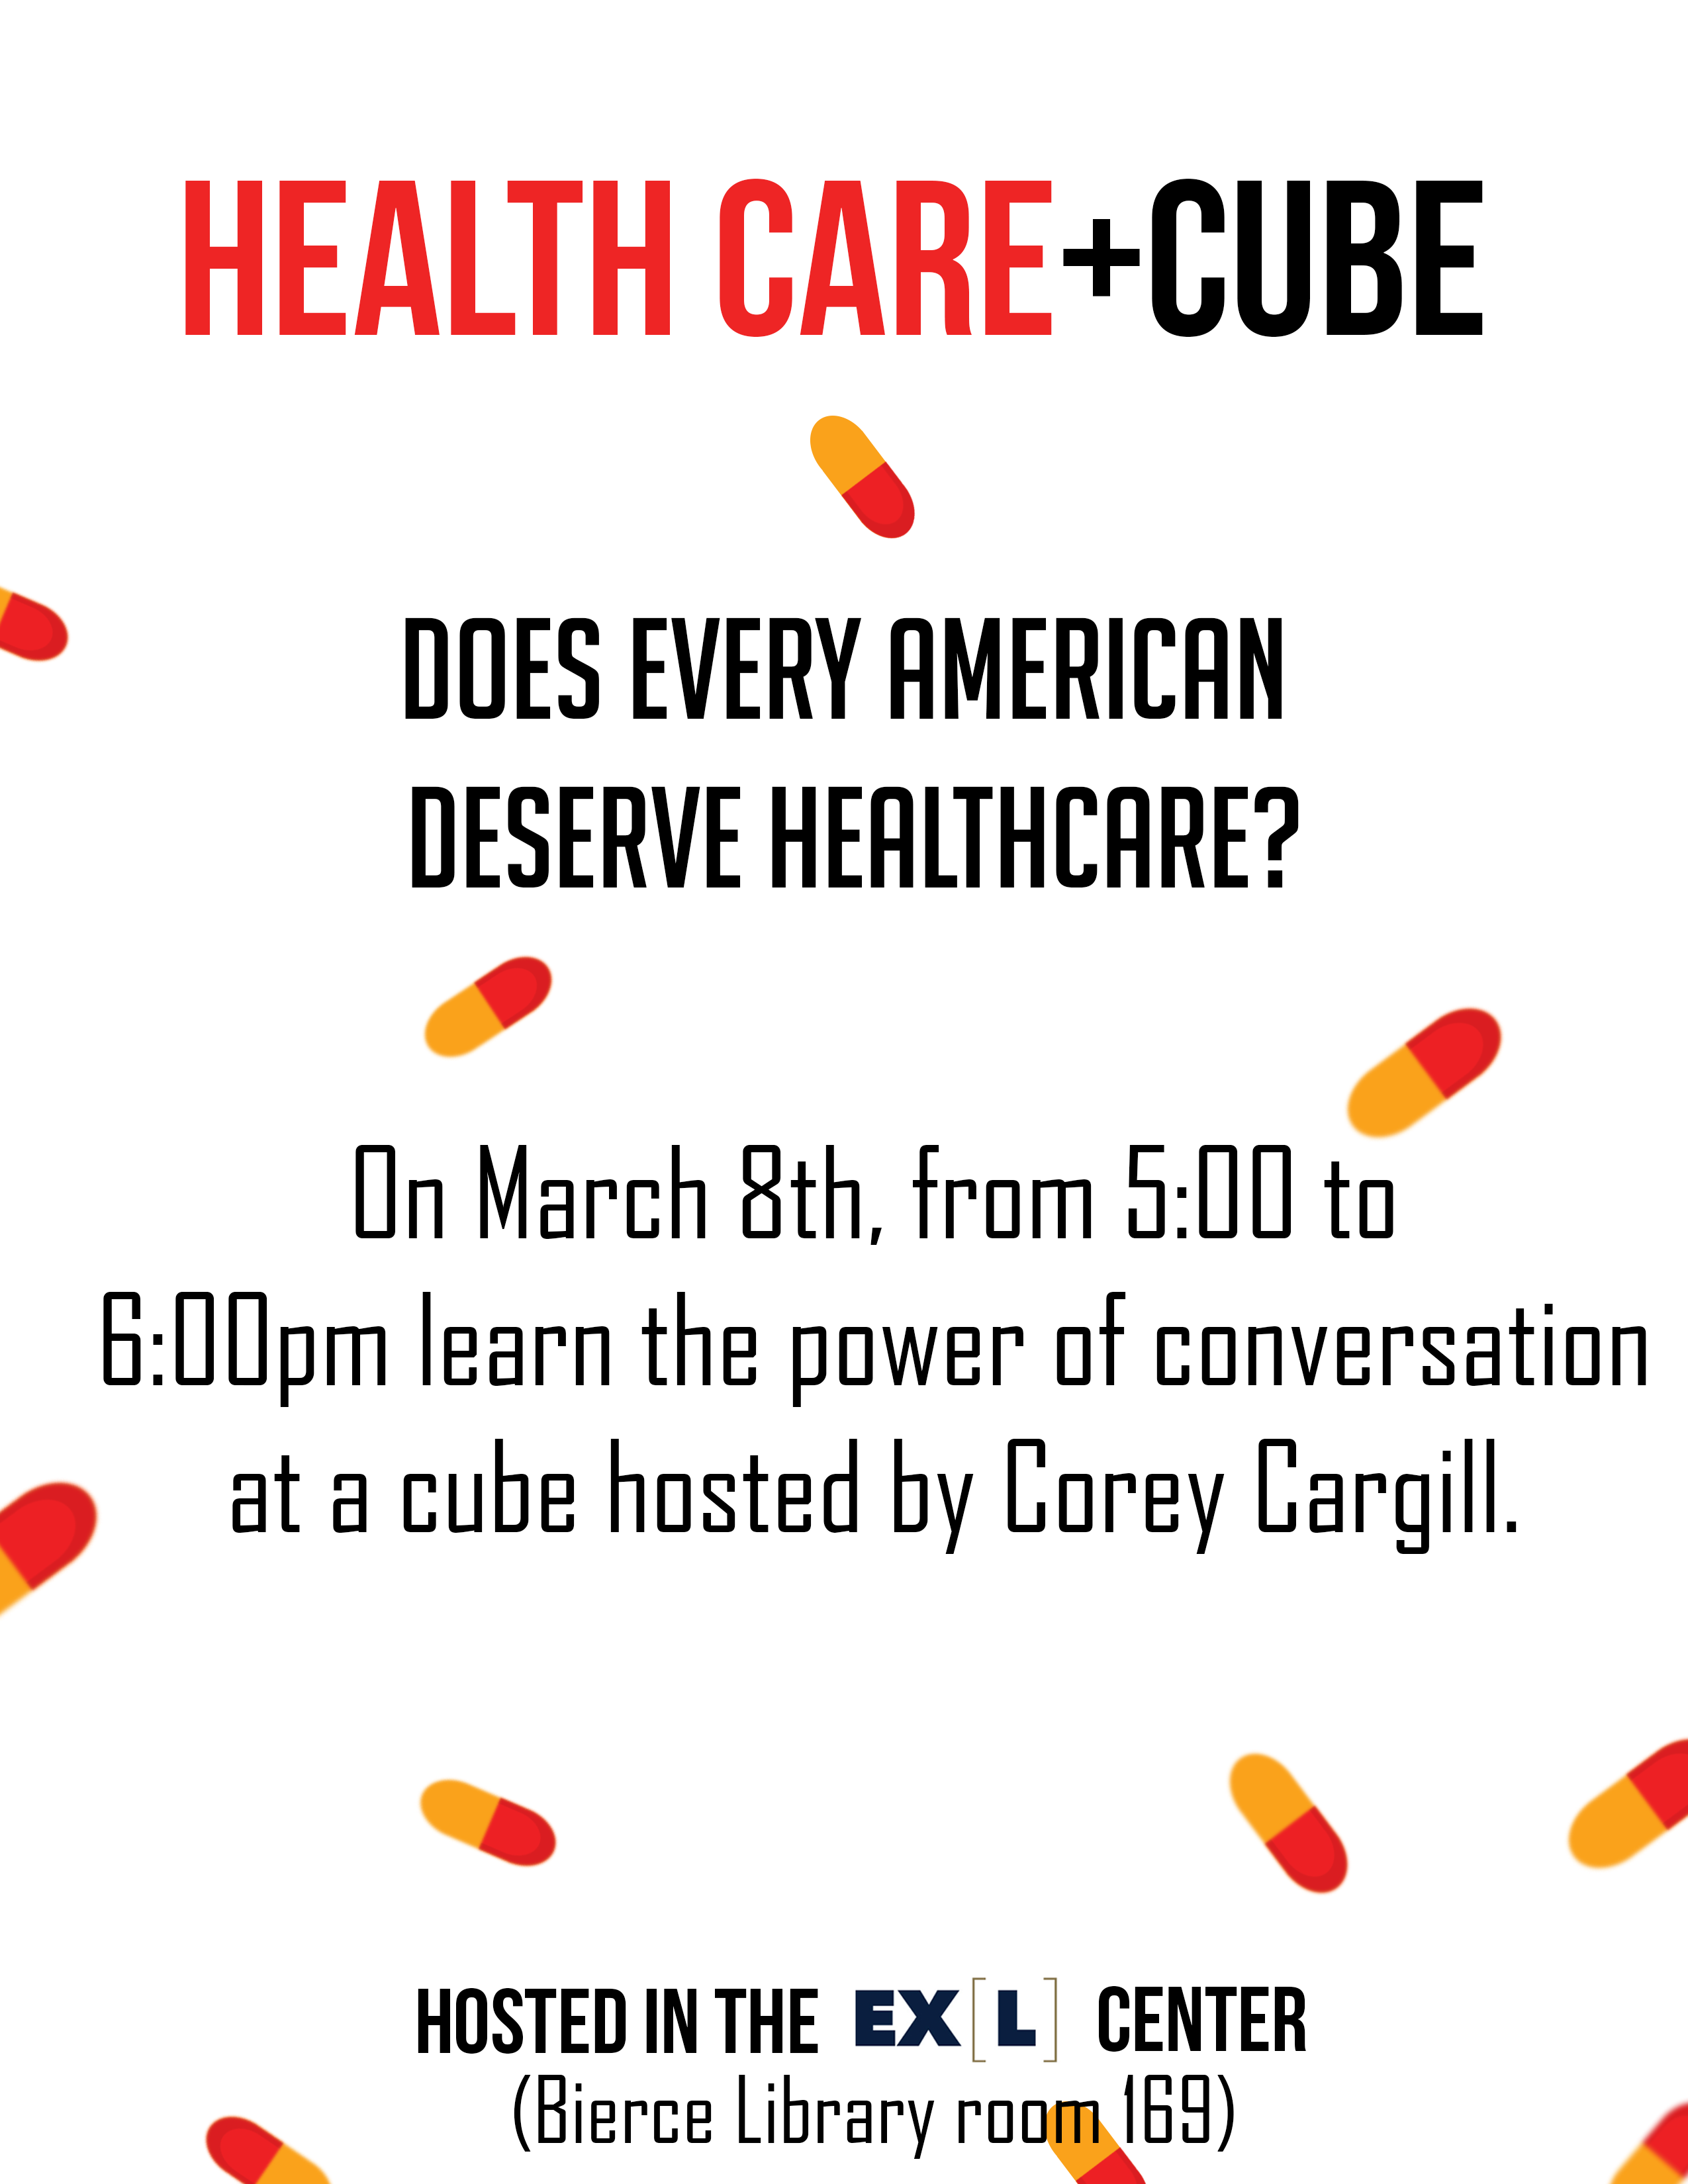 HEALTH CARE+CUBE
DOES EVERY AMERICAN
DESERVE HEALTHCARE?
On March 8th, from 5:00 to
6:00pm learn the power of conversation
at a cube hosted by Corey Cargill.
HOSTED IN THE EX[L] CENTER
(Bierce Library room 169)